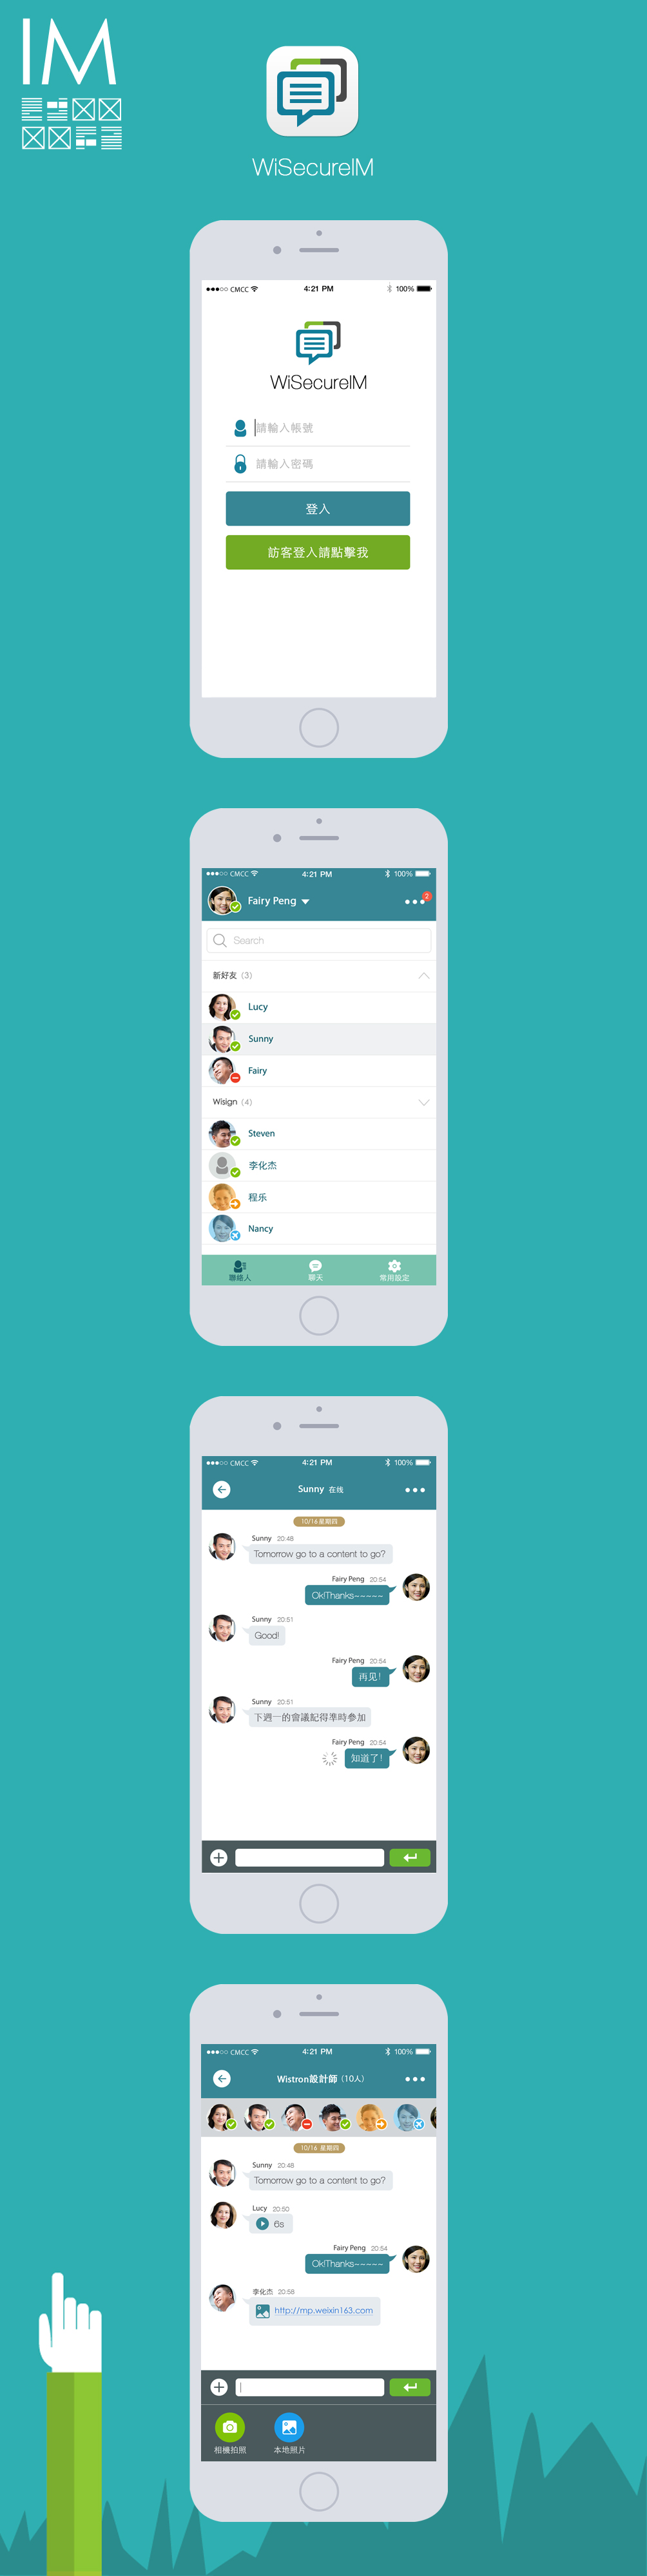 IM
WiSecureIM
CMCC 4:21 PM 100%
WiSecureIM
請輸入帳號
請輸入密碼
登入
訪客登入請點擊我
CMCC 4:21 PM 100%
Fairy Peng 2
Search
新好友 (3)
Lucy
Sunny
Fairy
Wisign (4)
Steven
李化杰
程乐
Nancy
聯絡人 聊天 常用設定
CMCC 4:21 PM 100%
Sunny 在线
10/16星期四
Sunny 20:48
Tomorrow go to a content to go?
Fairy Peng 20:54
Ok!Thanks~~~~~
Sunny 20:51
Good!
Fairy Peng 20:54
再见!
Sunny 20:51
下週一的會議記得準時參加
Fairy Peng 20:54
知道了!
CMCC 4:21 PM 100%
Wistron設計師 (10人)
10/16 星期四
Sunny 20:48
Tomorrow go to a content to go?
Lucy 20:50
6s
Fairy Peng 20:54
Ok!Thanks~~~~~
李化杰 20:58
http://mp.weixin163.com
相機拍照 本地照片